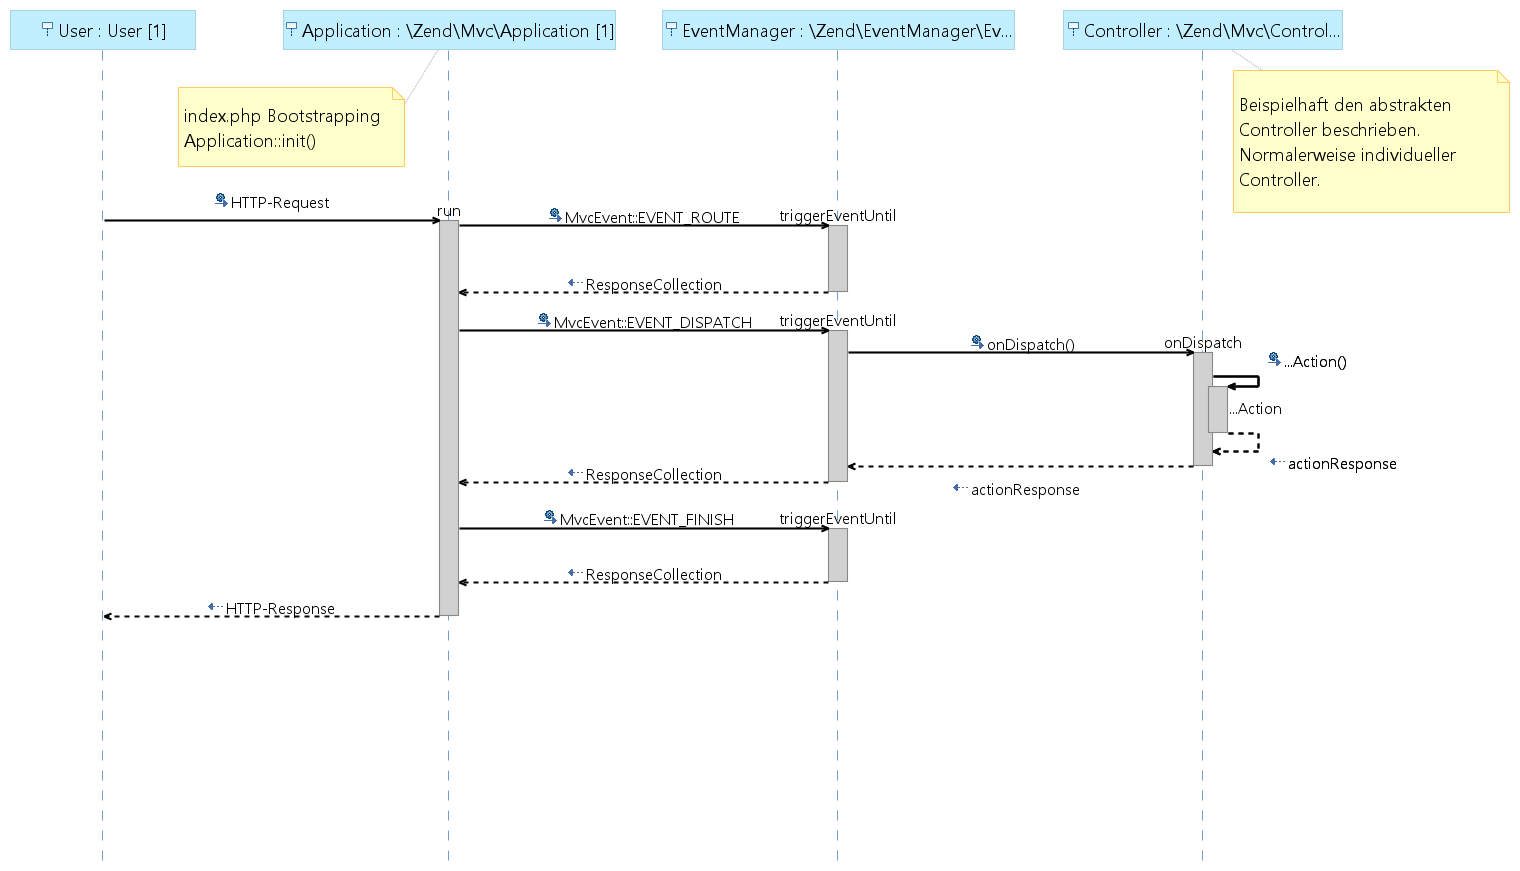 User : User [1]
Application : \Zend\Mvc\Application [1]
EventManager : \Zend\EventManager\Ev...
Controller : \Zend\Mvc\Control...
index.php Bootstrapping
Application::init()
Beispielhaft den abstrakten
Controller beschrieben.
Normalerweise individueller
Controller.
HTTP-Request
run
MvcEvent::EVENT_ROUTE
triggerEventUntil
ResponseCollection
MvcEvent::EVENT_DISPATCH
triggerEventUntil
onDispatch()
onDispatch
...Action()
...Action
actionResponse
ResponseCollection
actionResponse
MvcEvent::EVENT_FINISH
triggerEventUntil
ResponseCollection
HTTP-Response